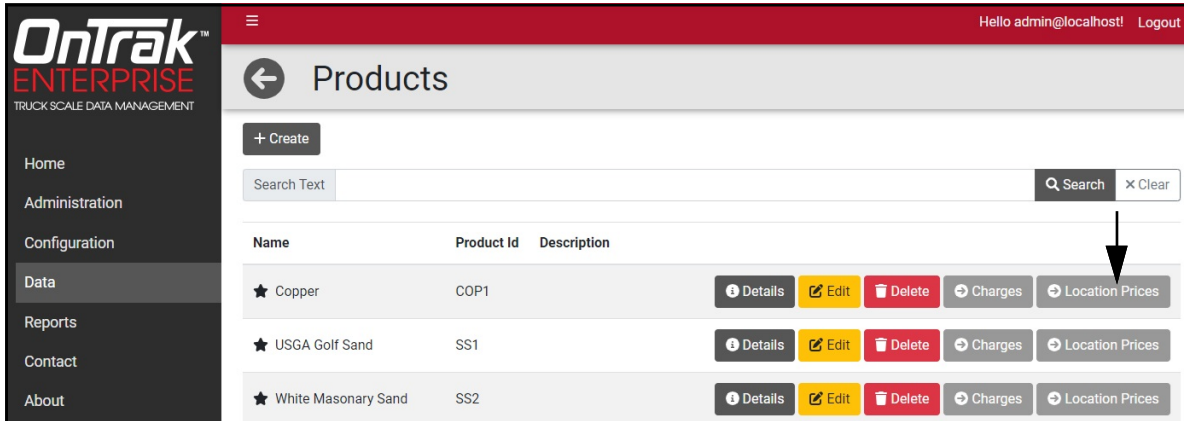 OnTrak™
ENTERPRISE
TRUCK SCALE DATA MANAGEMENT
Home
Administration
Configuration
Data
Reports
Contact
About
Hello admin@localhost! Logout
Products
+ Create
Search Text Search × Clear
Name Product Id Description
Copper COP1 Details Edit Delete Charges Location Prices
USGA Golf Sand SS1 Details Edit Delete Charges Location Prices
White Masonary Sand SS2 Details Edit Delete Charges Location Prices